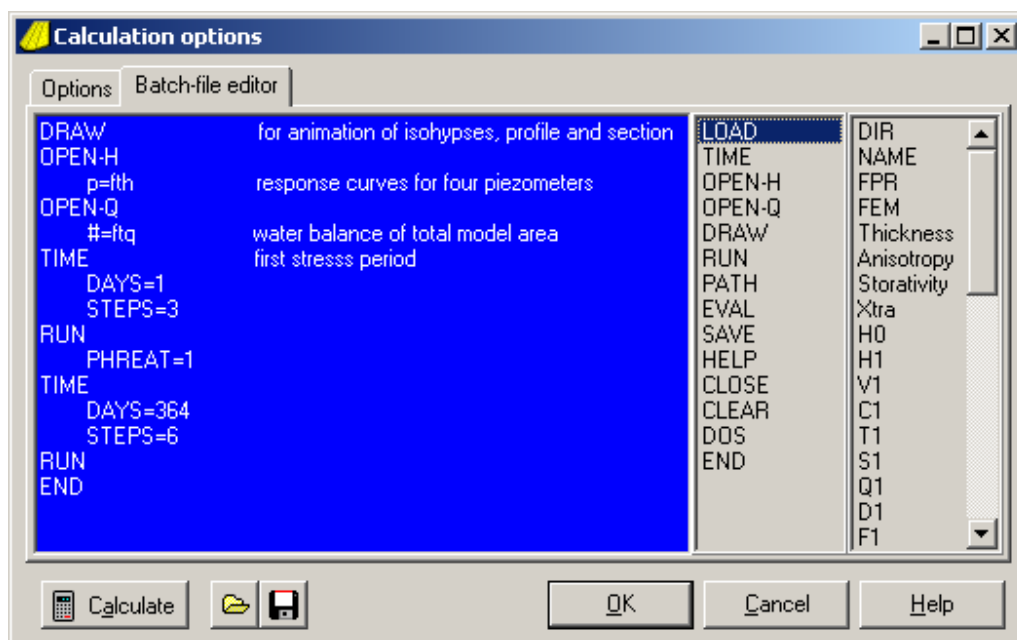 Calculation options
Options Batch-file editor
DRAW for animation of isohypses, profile and section
OPEN-H
p=fth response curves for four piezometers
OPEN-Q
#=ftq water balance of total model area
TIME first stresss period
DAYS=1
STEPS=3
RUN
PHREAT=1
TIME
DAYS=364
STEPS=6
RUN
END
LOAD
TIME
OPEN-H
OPEN-Q
DRAW
RUN
PATH
EVAL
SAVE
HELP
CLOSE
CLEAR
DOS
END
DIR
NAME
FPR
FEM
Thickness
Anisotropy
Storativity
Xtra
H0
H1
V1
C1
T1
S1
Q1
D1
F1
Calculate OK Cancel Help